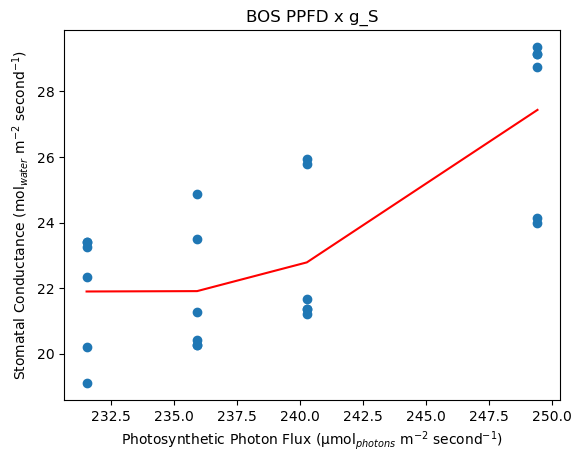 BOS PPFD x g_S
Stomatal Conductance (mol_water m⁻² second⁻¹)
28
26
24
22
20
232.5 235.0 237.5 240.0 242.5 245.0 247.5 250.0
Photosynthetic Photon Flux (μmol_photons m⁻² second⁻¹)